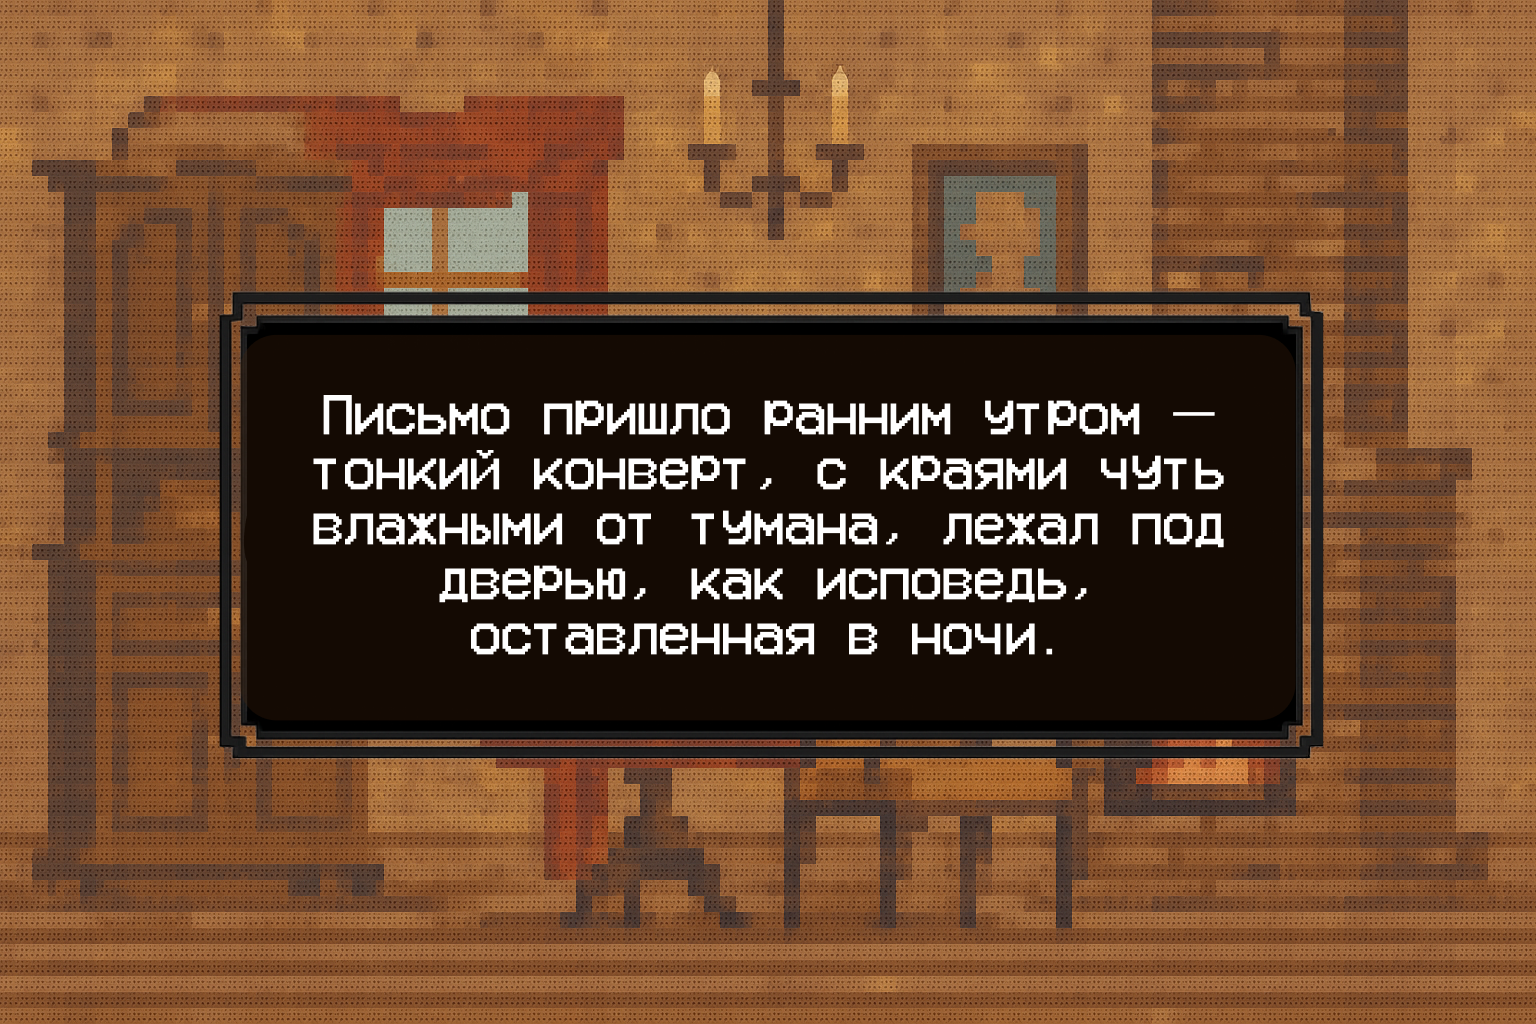 Письмо пришло ранним утром —
тонкий конверт, с краями чуть
влажными от тумана, лежал под
дверью, как исповедь,
оставленная в ночи.